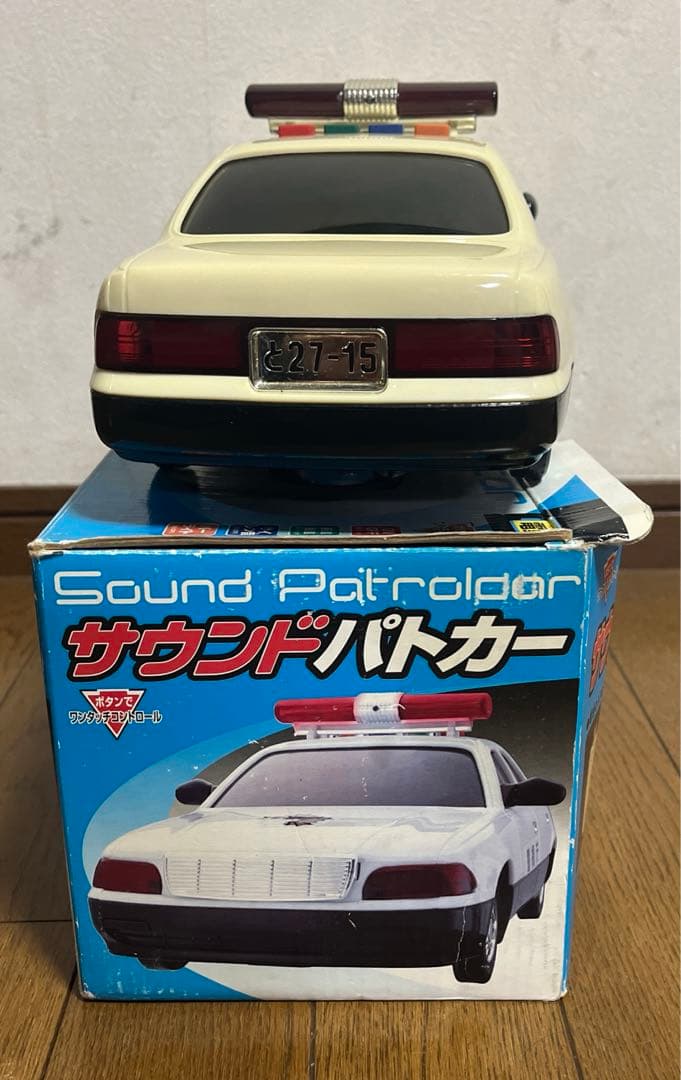 と27-15
Sound Patrolcar
サウンドパトカー
ボタンで
ワンタッチコントロール